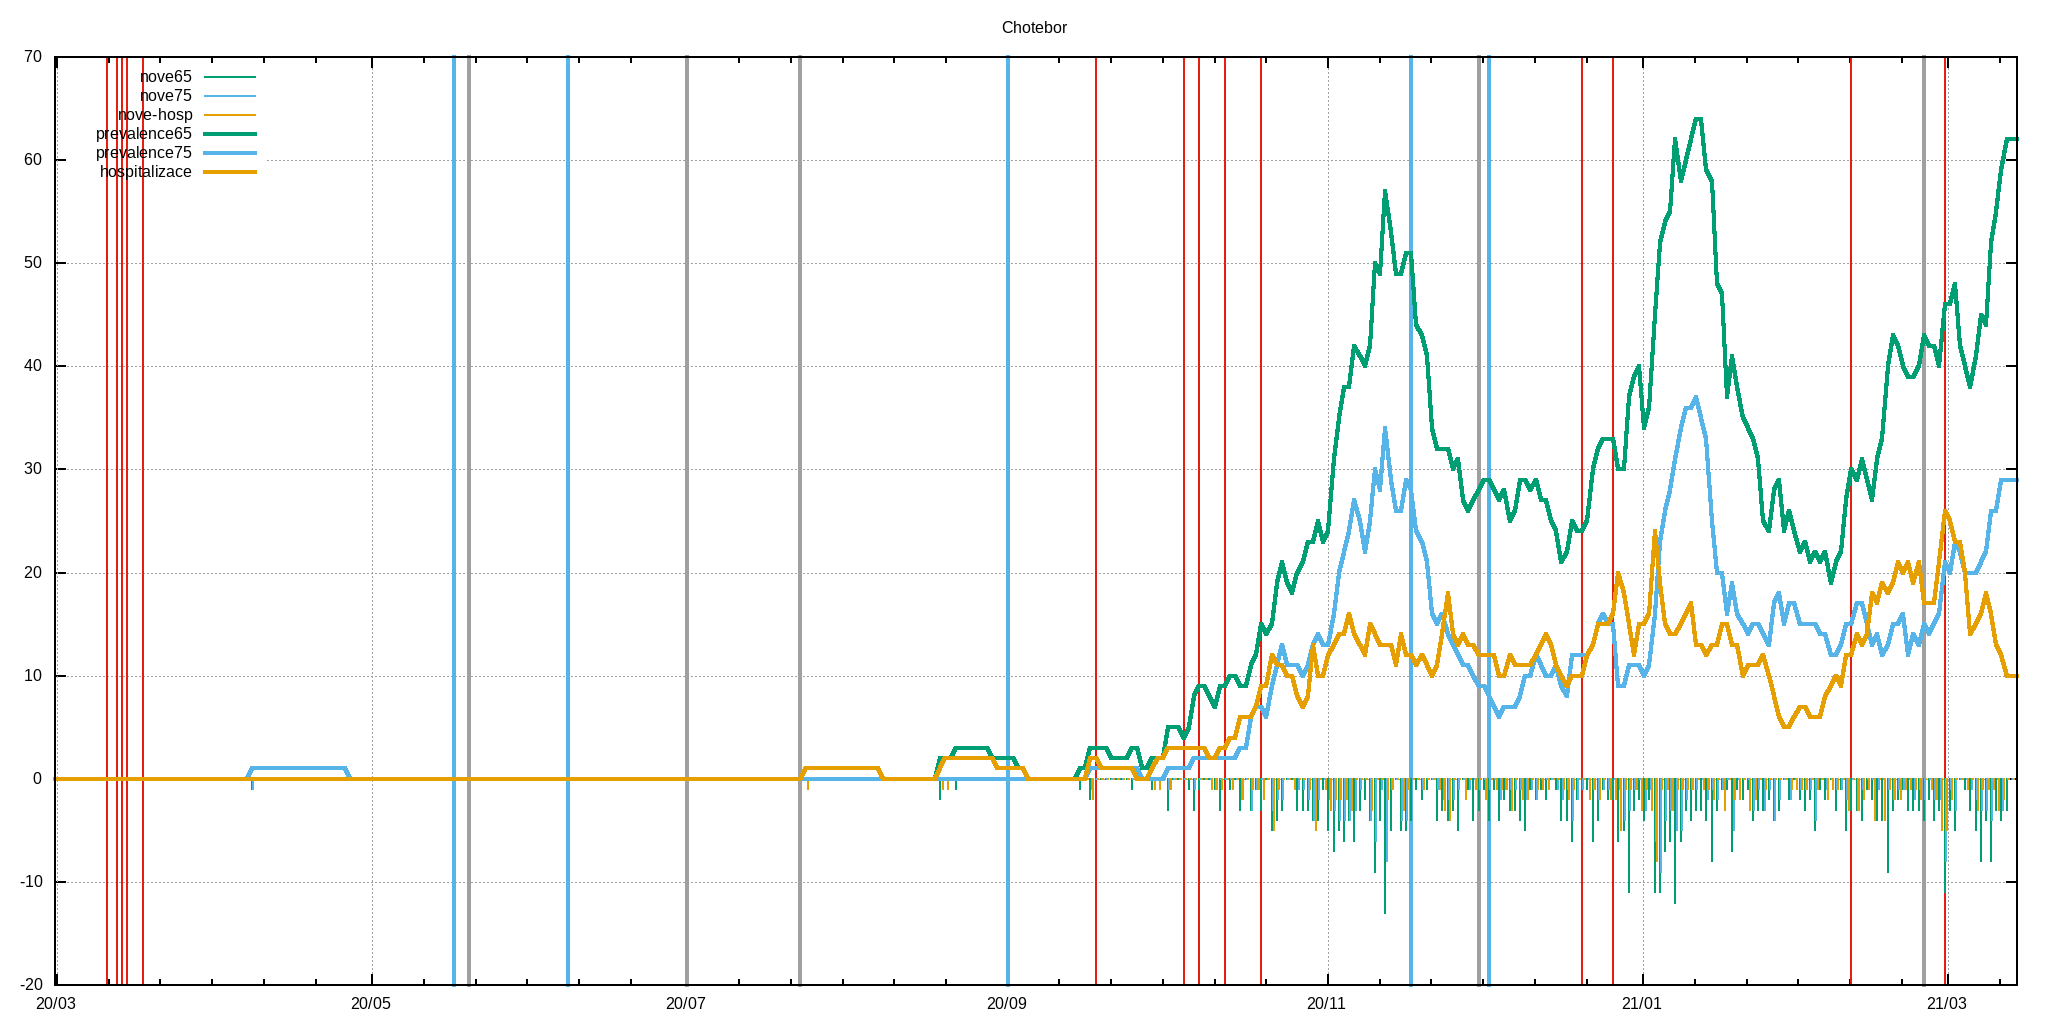 Chotebor
70
nove65
nove75
nove-hosp
prevalence65
prevalence75
hospitalizace
60
50
40
30
20
10
0
-10
-20
20/03 20/05 20/07 20/09 20/11 21/01 21/03